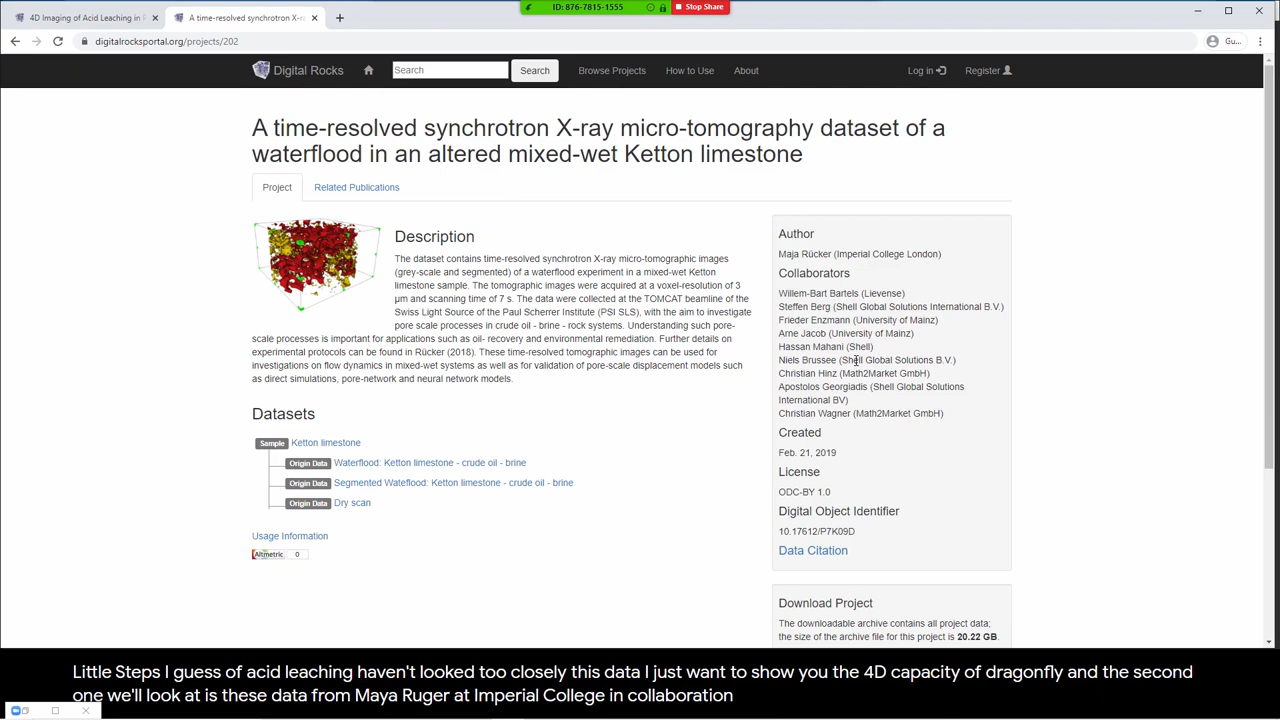 ID: 876-7815-1555
Stop Share
4D Imaging of Acid Leaching in P
A time-resolved synchrotron X-ra
digitalrocksportal.org/projects/202
Gu...
Digital Rocks
Search
Search
Browse Projects
How to Use
About
Log in
Register
A time-resolved synchrotron X-ray micro-tomography dataset of a
waterflood in an altered mixed-wet Ketton limestone
Project
Related Publications
Description
The dataset contains time-resolved synchrotron X-ray micro-tomographic images
(grey-scale and segmented) of a waterflood experiment in a mixed-wet Ketton
limestone sample. The tomographic images were acquired at a voxel-resolution of 3
µm and scanning time of 7 s. The data were collected at the TOMCAT beamline of the
Swiss Light Source of the Paul Scherrer Institute (PSI SLS), with the aim to investigate
pore scale processes in crude oil - brine - rock systems. Understanding such pore-
scale processes is important for applications such as oil- recovery and environmental remediation. Further details on
experimental protocols can be found in Rücker (2018). These time-resolved tomographic images can be used for
investigations on flow dynamics in mixed-wet systems as well as for validation of pore-scale displacement models such
as direct simulations, pore-network and neural network models.
Datasets
Sample Ketton limestone
Origin Data Waterflood: Ketton limestone - crude oil - brine
Origin Data Segmented Wateflood: Ketton limestone - crude oil - brine
Origin Data Dry scan
Usage Information
Altmetric 0
Author
Maja Rücker (Imperial College London)
Collaborators
Willem-Bart Bartels (Lievense)
Steffen Berg (Shell Global Solutions International B.V.)
Frieder Enzmann (University of Mainz)
Arne Jacob (University of Mainz)
Hassan Mahani (Shell)
Niels Brussee (Shell Global Solutions B.V.)
Christian Hinz (Math2Market GmbH)
Apostolos Georgiadis (Shell Global Solutions
International BV)
Christian Wagner (Math2Market GmbH)
Created
Feb. 21, 2019
License
ODC-BY 1.0
Digital Object Identifier
10.17612/P7K09D
Data Citation
Download Project
The downloadable archive contains all project data;
the size of the archive file for this project is 20.22 GB.
Little Steps I guess of acid leaching haven't looked too closely this data I just want to show you the 4D capacity of dragonfly and the second
one we'll look at is these data from Maya Ruger at Imperial College in collaboration